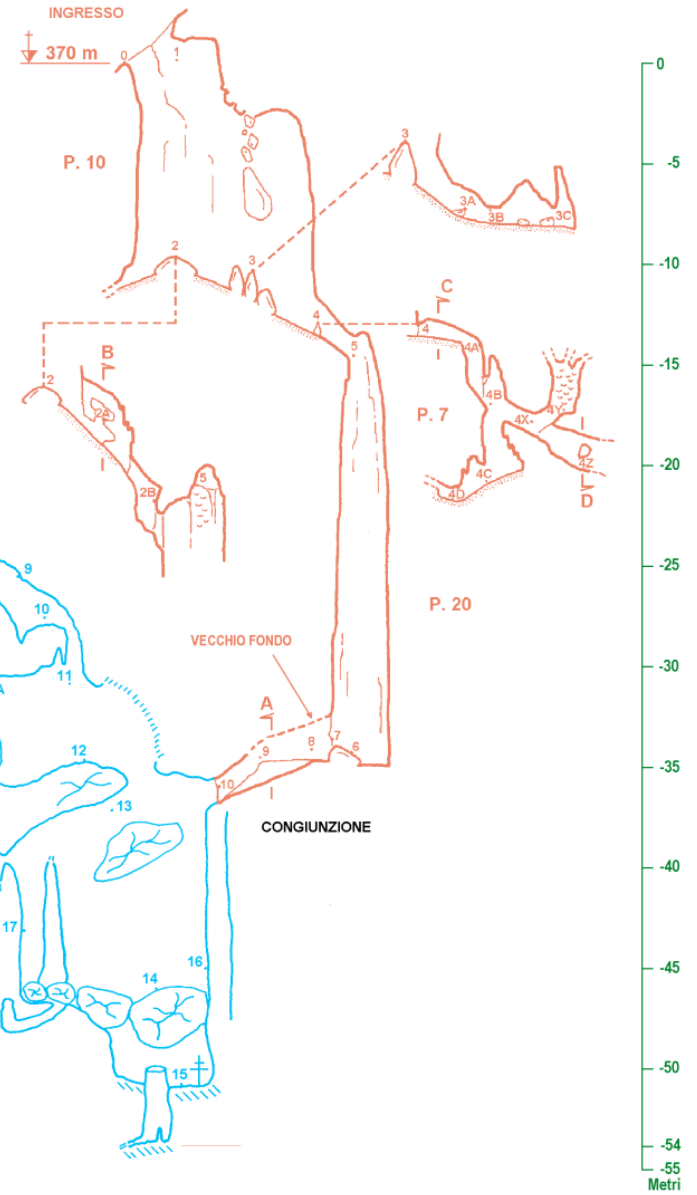 INGRESSO
370 m
0
1
0
P. 10
-5
3
3A
3B
3C
2
3
-10
C
4
4
5
4A
B
2
-15
2A
4B
P. 7
4X
4Y
4Z
D
-20
5
4C
2B
4D
-25
9
10
P. 20
VECCHIO FONDO
-30
11
A
7
8
6
9
12
-35
10
13
CONGIUNZIONE
-40
17
16
-45
14
-50
15
-54
-55
Metri